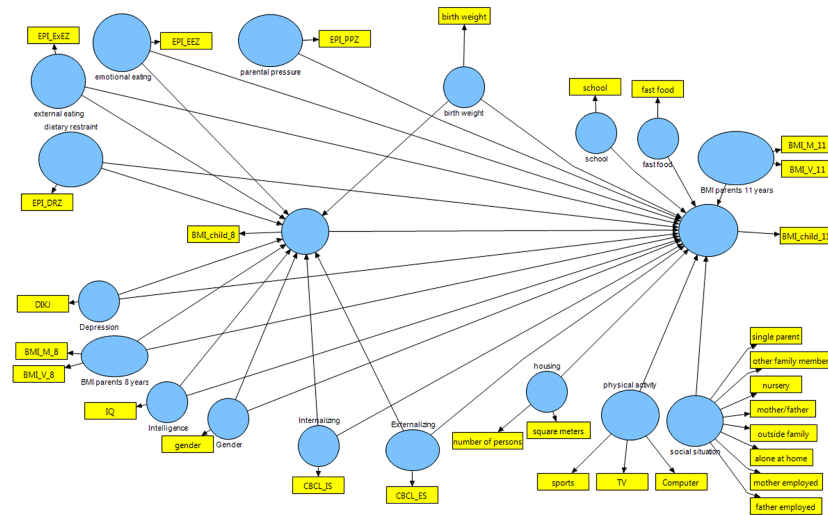 birth weight
EPI_ExEZ
EPI_EEZ
EPI_PPZ
emotional eating
parental pressure
external eating
birth weight
school
fast food
dietary restraint
school
fast food
BMI_M_11
BMI_V_11
BMI parents 11 years
EPI_DRZ
BMI_child_8
BMI_child_11
DIKJ
Depression
BMI_M_8
BMI_V_8
BMI parents 8 years
IQ
Intelligence
gender
Gender
Internalizing
CBCL_IS
Externalizing
CBCL_ES
housing
number of persons
square meters
physical activity
sports
TV
Computer
social situation
single parent
other family member
nursery
mother/father
outside family
alone at home
mother employed
father employed